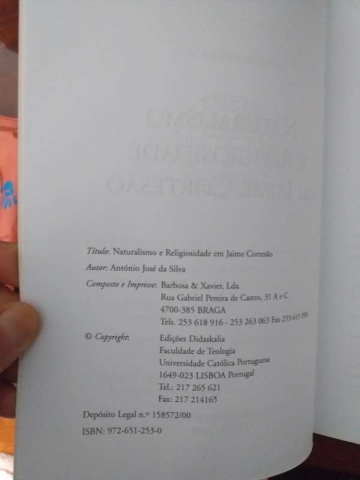 Título: Naturalismo e Religiosidade em Jaime Cortesão
Autor: António José da Silva
Composto e Impresso: Barbosa & Xavier, Lda.
Rua Gabriel Pereira de Castro, 31 A e C
4700-385 BRAGA
Tels. 253 618 916 - 253 263 063 Fax 253-615
© Copyright: Edições Didaskalia
Faculdade de Teologia
Universidade Católica Portuguesa
1649-023 LISBOA Portugal
Tel.: 217 265 621
Fax: 217 214165
Depósito Legal n.º 158572/00
ISBN: 972-651-253-0